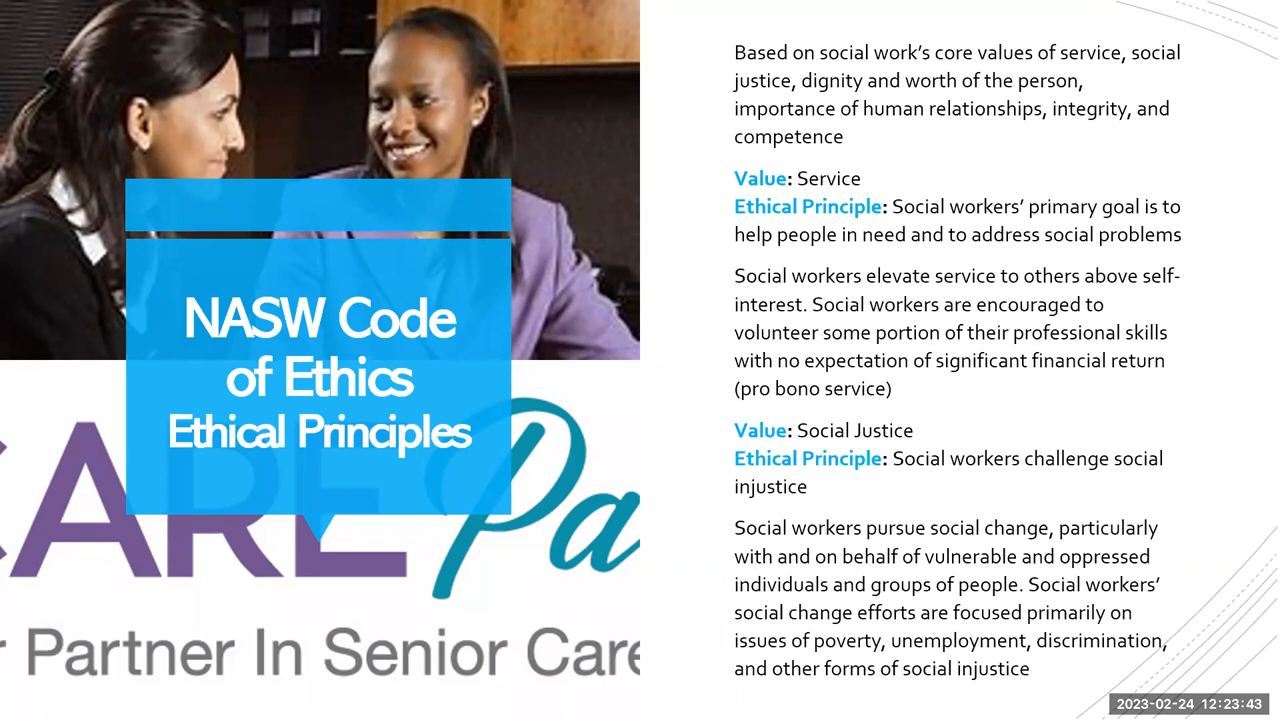 NASW Code
of Ethics
Ethical Principles
CARE Pa
r Partner In Senior Care
Based on social work's core values of service, social
justice, dignity and worth of the person,
importance of human relationships, integrity, and
competence
Value: Service
Ethical Principle: Social workers' primary goal is to
help people in need and to address social problems
Social workers elevate service to others above self-
interest. Social workers are encouraged to
volunteer some portion of their professional skills
with no expectation of significant financial return
(pro bono service)
Value: Social Justice
Ethical Principle: Social workers challenge social
injustice
Social workers pursue social change, particularly
with and on behalf of vulnerable and oppressed
individuals and groups of people. Social workers'
social change efforts are focused primarily on
issues of poverty, unemployment, discrimination,
and other forms of social injustice
2023-02-24 12:23:43